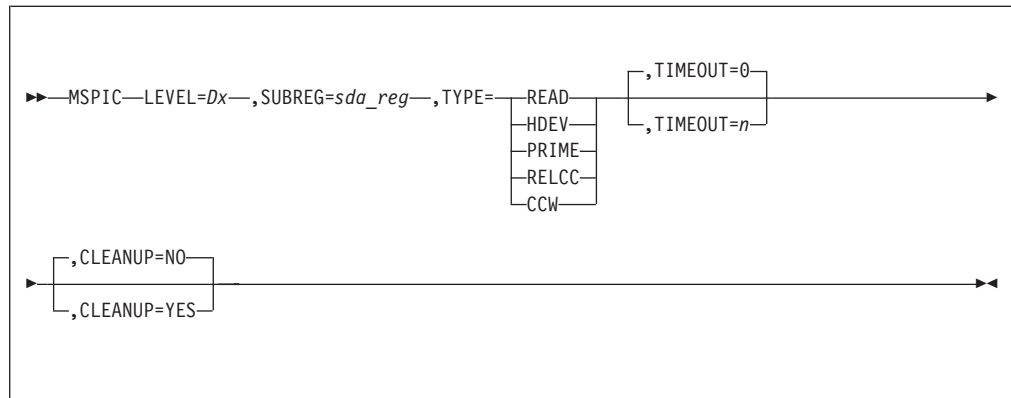 ,TIMEOUT=0
MSPIC LEVEL=Dx ,SUBREG=sda_reg ,TYPE= READ
,TIMEOUT=n
HDEV
PRIME
RELCC
CCW
,CLEANUP=NO
,CLEANUP=YES